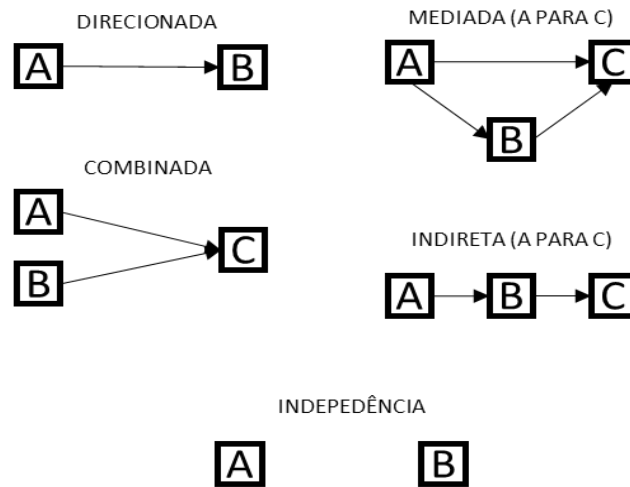 DIRECIONADA
A B
COMBINADA
A
B
C
MEDIADA (A PARA C)
A C
B
INDIRETA (A PARA C)
A B C
INDEPEDÊNCIA
A B